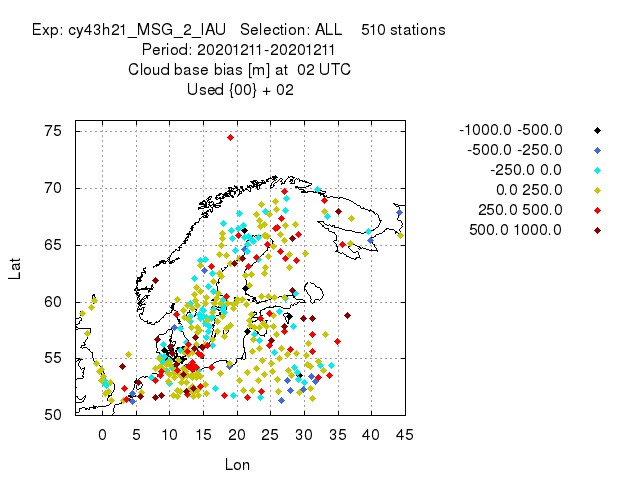 Exp: cy43h21_MSG_2_IAU Selection: ALL 510 stations
Period: 20201211-20201211
Cloud base bias [m] at 02 UTC
Used {00} + 02
-1000.0 -500.0
-500.0 -250.0
-250.0 0.0
0.0 250.0
250.0 500.0
500.0 1000.0
75
70
65
60
55
50
Lat
0 5 10 15 20 25 30 35 40 45
Lon